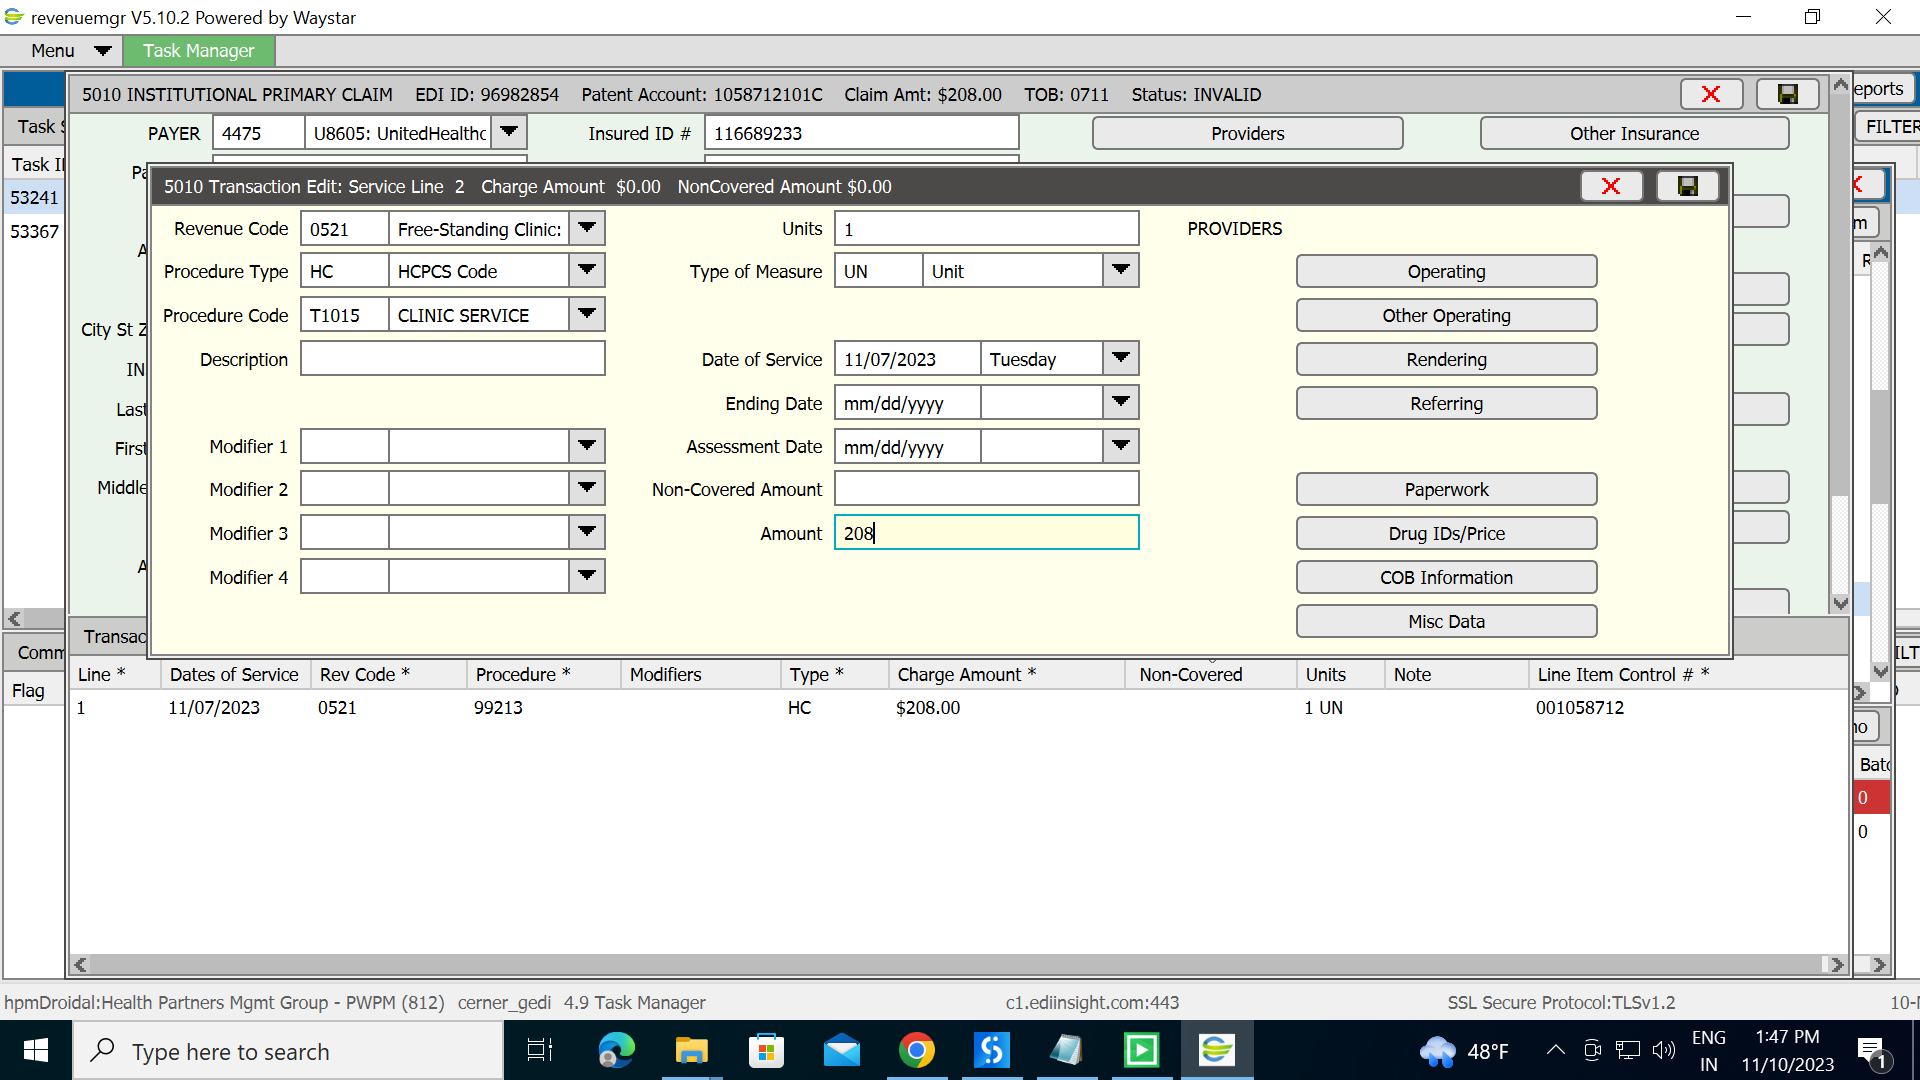 revenuemgr V5.10.2 Powered by Waystar
Menu Task Manager
5010 INSTITUTIONAL PRIMARY CLAIM EDI ID: 96982854 Patent Account: 1058712101C Claim Amt: $208.00 TOB: 0711 Status: INVALID
eports
Task S
PAYER 4475 U8605: UnitedHealthc Insured ID # 116689233 Providers Other Insurance
FILTER
Task I
53241
53367
5010 Transaction Edit: Service Line 2 Charge Amount $0.00 NonCovered Amount $0.00
Revenue Code 0521 Free-Standing Clinic: Units 1 PROVIDERS
Procedure Type HC HCPCS Code Type of Measure UN Unit Operating
Procedure Code T1015 CLINIC SERVICE Other Operating
City St Z
Description Date of Service 11/07/2023 Tuesday Rendering
IN
Ending Date mm/dd/yyyy Referring
Last
Modifier 1 Assessment Date mm/dd/yyyy
First
Modifier 2 Non-Covered Amount Paperwork
Middle
Modifier 3 Amount 208 Drug IDs/Price
Modifier 4 COB Information
Misc Data
Transac
Comm
Flag
Line * Dates of Service Rev Code * Procedure * Modifiers Type * Charge Amount * Non-Covered Units Note Line Item Control # *
1 11/07/2023 0521 99213 HC $208.00 1 UN 001058712
Batc
0
0
hpmDroidal:Health Partners Mgmt Group - PWPM (812) cerner_gedi 4.9 Task Manager c1.ediinsight.com:443 SSL Secure Protocol:TLSv1.2 10-
Type here to search
48°F
ENG
IN
1:47 PM
11/10/2023
1